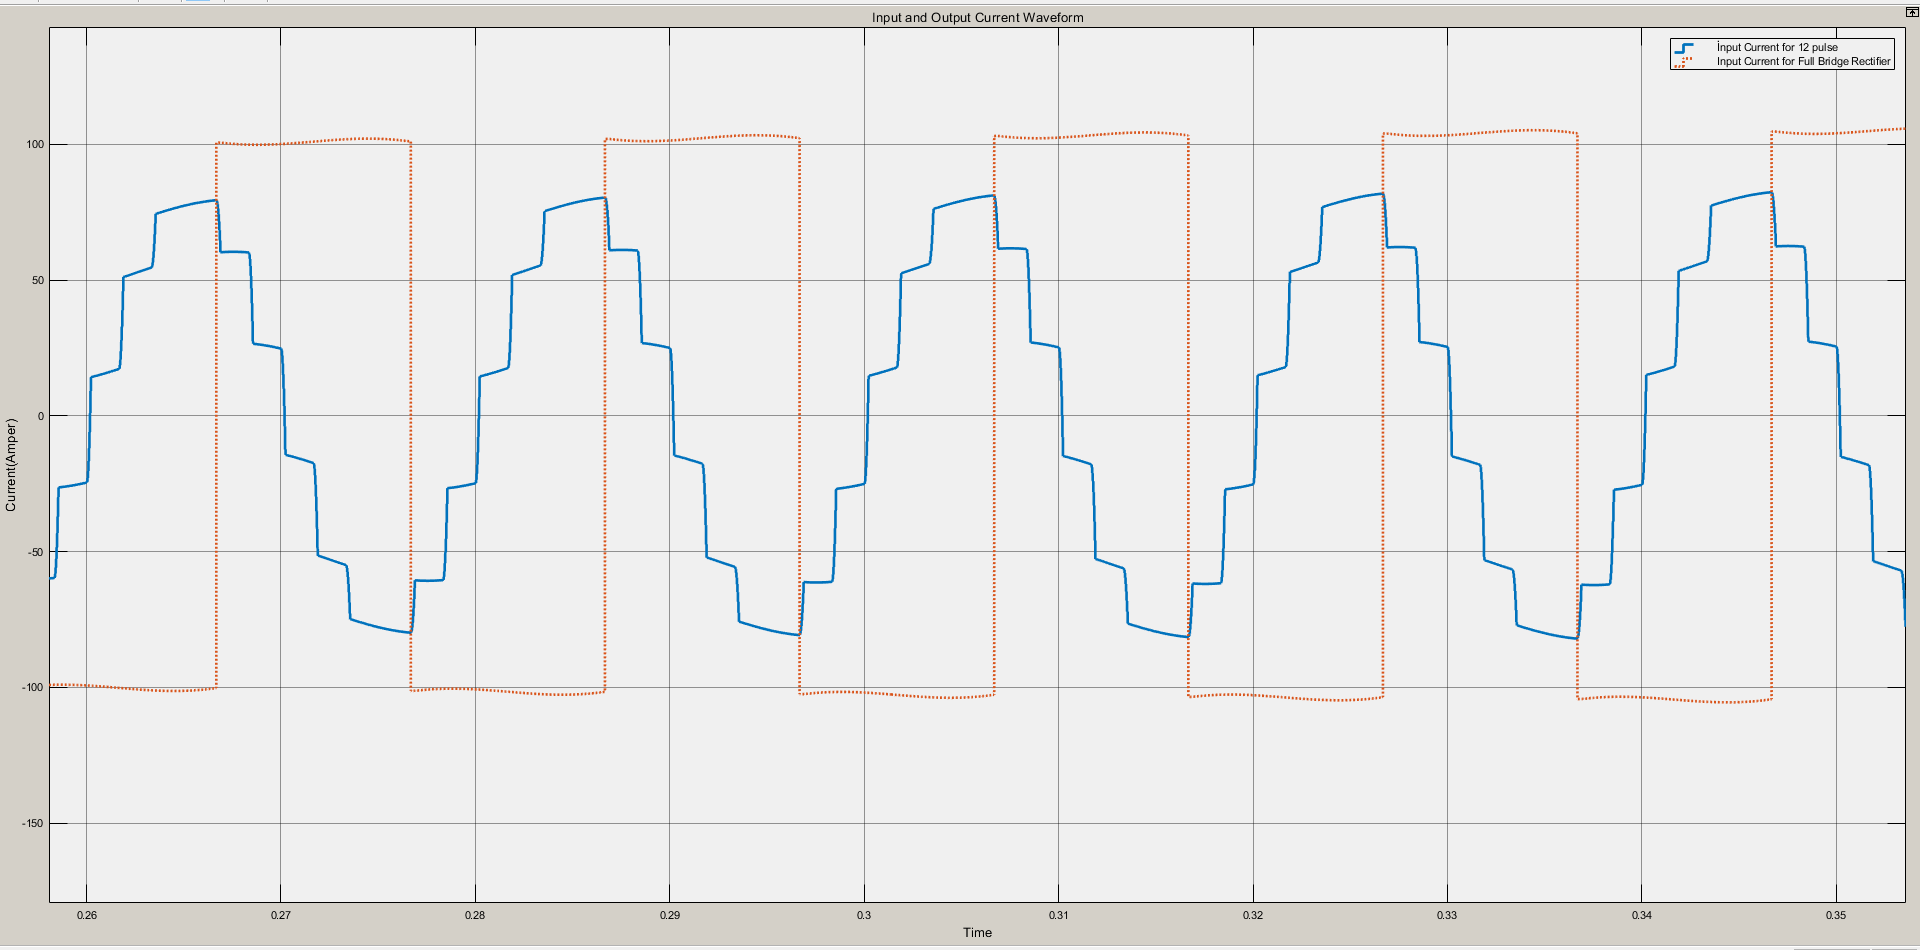 Input and Output Current Waveform
İnput Current for 12 pulse
Input Current for Full Bridge Rectifier
Current(Amper)
100
50
0
-50
-100
-150
0.26 0.27 0.28 0.29 0.3 0.31 0.32 0.33 0.34 0.35
Time